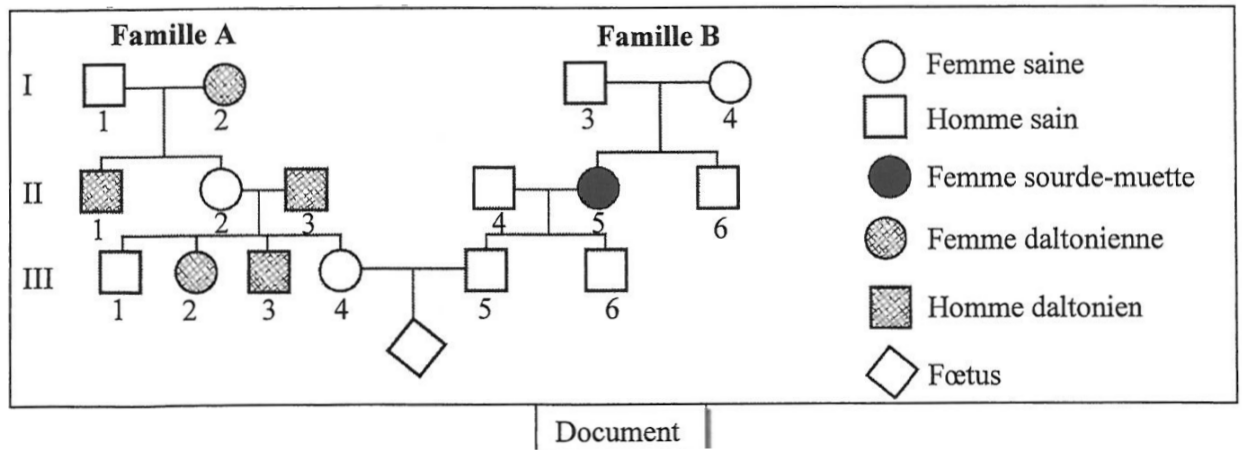 Famille A
Famille B
I
1
2
3
4
II
1
2
3
4
5
6
III
1
2
3
4
5
6
Femme saine
Homme sain
Femme sourde-muette
Femme daltonienne
Homme daltonien
Fœtus
Document